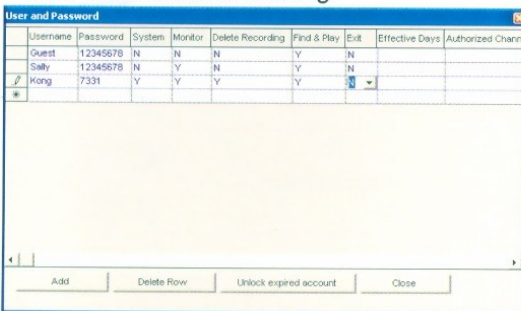 User and Password
Username Password System Monitor Delete Recording Find & Play Exit Effective Days Authorized Chann
Guest 12345678 N N N Y N
Sally 12345678 N Y N Y N
Kong 7331 Y Y Y Y N
Add Delete Row Unlock expired account Close